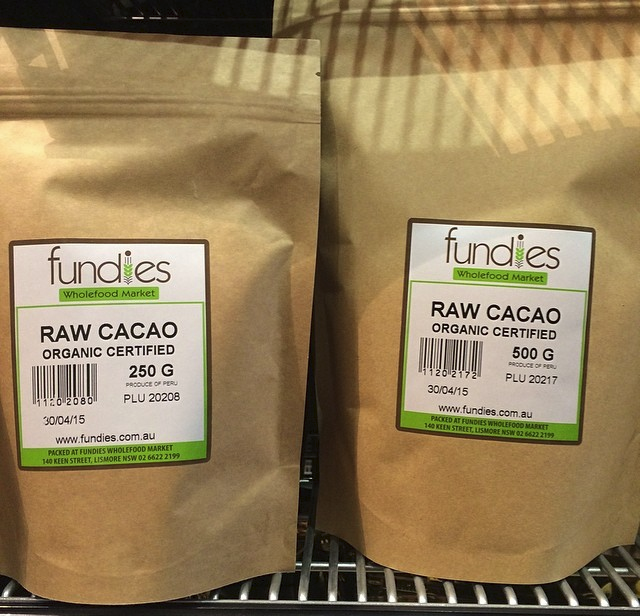 fundies
Wholefood Market
RAW CACAO
ORGANIC CERTIFIED
250 G
PRODUCE OF PERU
1120 2080
PLU 20208
30/04/15
www.fundies.com.au
PACKED AT FUNDIES WHOLEFOOD MARKET
140 KEEN STREET, LISMORE NSW 02 6622 2199
fundies
Wholefood Market
RAW CACAO
ORGANIC CERTIFIED
500 G
PRODUCE OF PERU
1120 2172
PLU 20217
30/04/15
www.fundies.com.au
PACKED AT FUNDIES WHOLEFOOD MARKET
140 KEEN STREET, LISMORE NSW 02 6622 2199